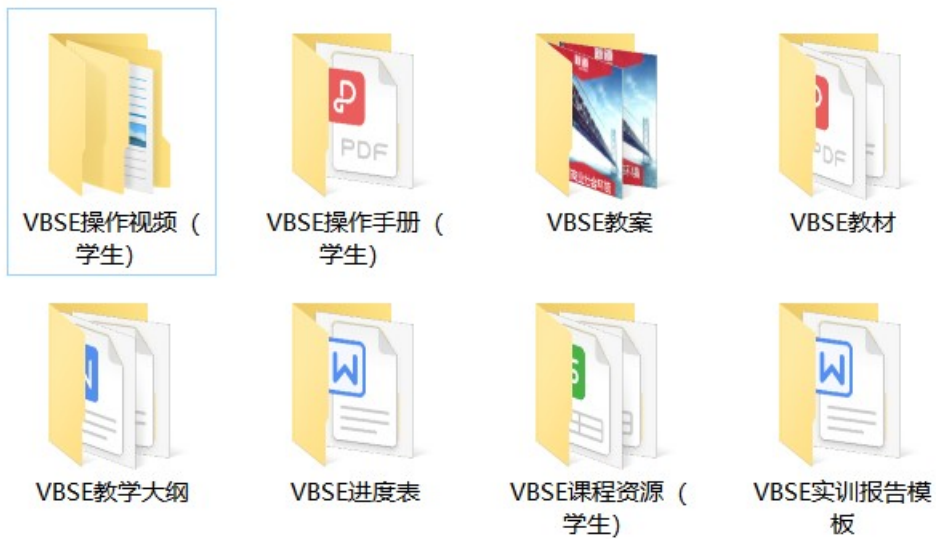 PDF
VBSE操作视频（
学生）
VBSE操作手册（
学生）
VBSE教案
PDF
VBSE教材
W
VBSE教学大纲
W
VBSE进度表
S
VBSE课程资源（
学生）
W
VBSE实训报告模
板